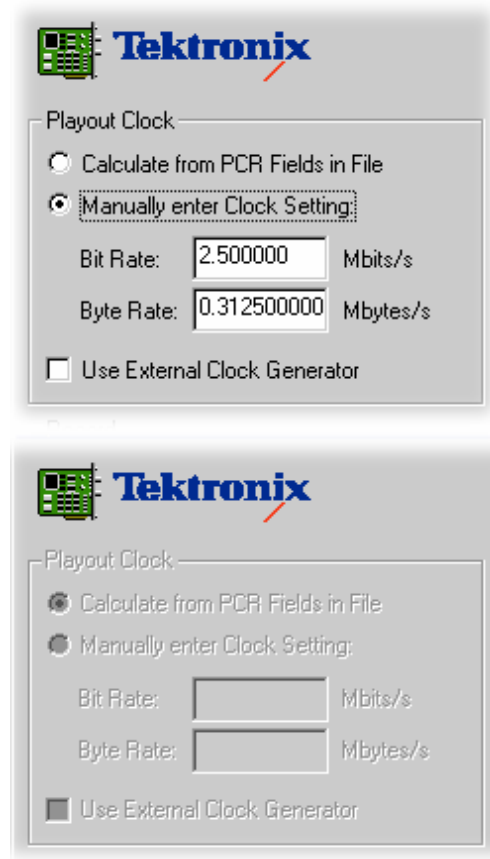 Tektronix
Playout Clock
Calculate from PCR Fields in File
Manually enter Clock Setting:
Bit Rate: 2.500000 Mbits/s
Byte Rate: 0.312500000 Mbytes/s
Use External Clock Generator
Tektronix
Playout Clock
Calculate from PCR Fields in File
Manually enter Clock Setting:
Bit Rate: Mbits/s
Byte Rate: Mbytes/s
Use External Clock Generator